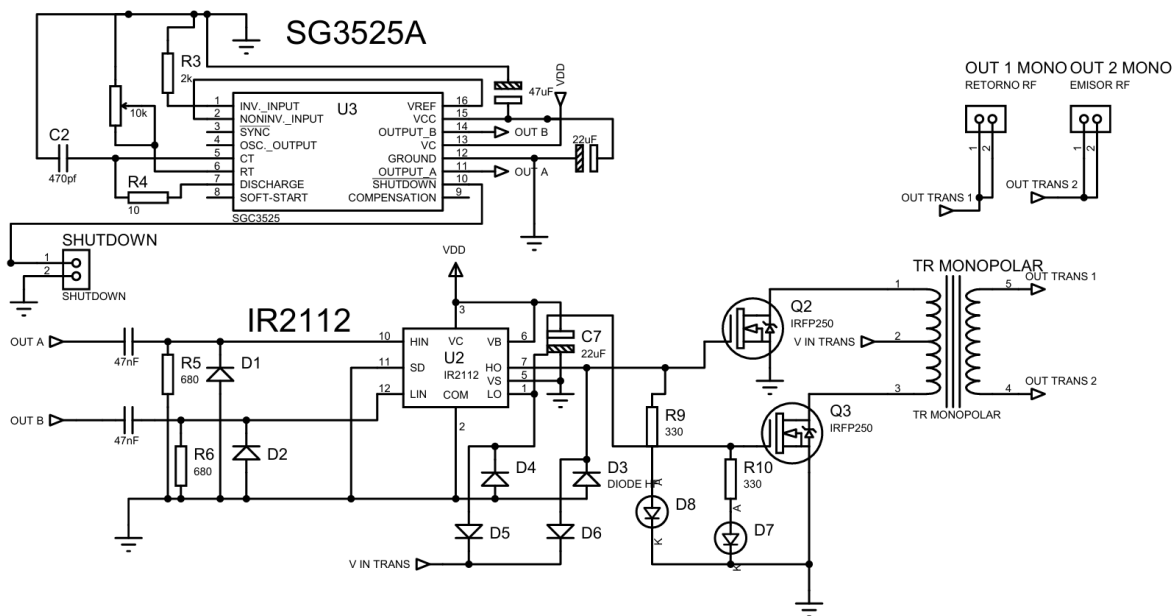 SG3525A
R3
2k
10k
C2
470pf
R4
10
U3
1 INV._INPUT
2 NONINV._INPUT
3 SYNC
4 OSC._OUTPUT
5 CT
6 RT
7 DISCHARGE
8 SOFT-START
VREF 16
VCC 15
OUTPUT_B 14
VC 13
GROUND 12
OUTPUT_A 11
SHUTDOWN 10
COMPENSATION 9
SGC3525
47uF
VDD
OUT B
22uF
OUT A
OUT 1 MONO
RETORNO RF
1
2
OUT 2 MONO
EMISOR RF
1
2
OUT TRANS 1
OUT TRANS 2
SHUTDOWN
1
2
SHUTDOWN
IR2112
VDD
OUT A
47nF
R5
680
D1
OUT B
47nF
R6
680
D2
10 HIN
11 SD
12 LIN
3
VC
U2
IR2112
COM
2
VB 6
HO 7
VS 5
LO 1
C7
22uF
D4
D3
DIODE H
D5
D6
V IN TRANS
R9
330
A
D8
K
R10
330
A
D7
K
Q2
IRFP250
Q3
IRFP250
TR MONOPOLAR
1
V IN TRANS 2
3
5 OUT TRANS 1
4 OUT TRANS 2
TR MONOPOLAR